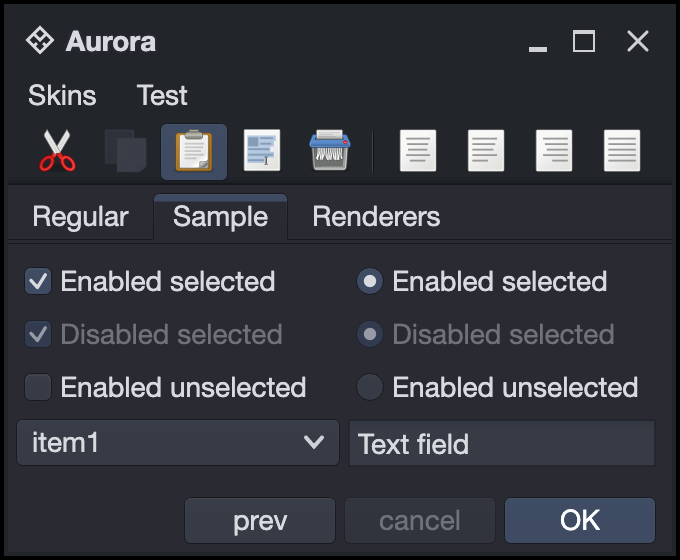 Aurora
Skins Test
Regular Sample Renderers
Enabled selected Enabled selected
Disabled selected Disabled selected
Enabled unselected Enabled unselected
item1 Text field
prev cancel OK